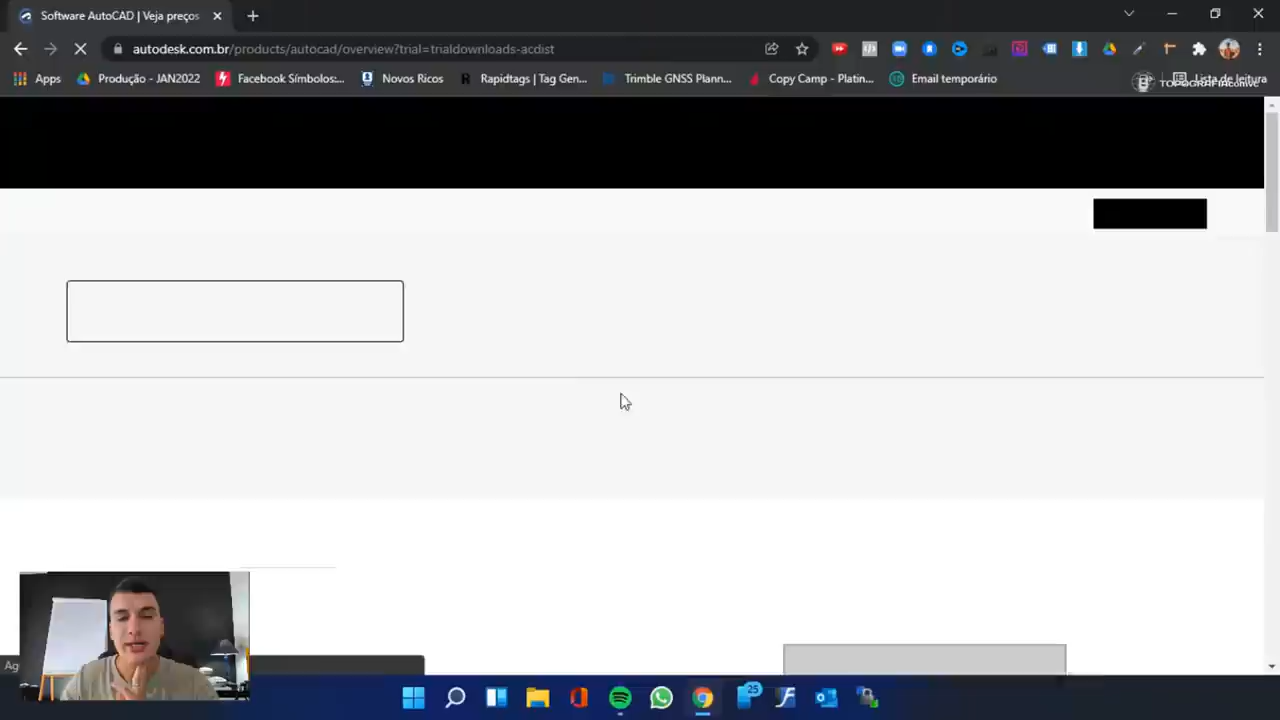 Software AutoCAD | Veja preços
autodesk.com.br/products/autocad/overview?trial=trialdownloads-acdist
Apps Produção - JAN2022 Facebook Símbolos:... Novos Ricos Rapidtags | Tag Gen... Trimble GNSS Plann... Copy Camp - Platin... Email temporário Lista de leitura
25